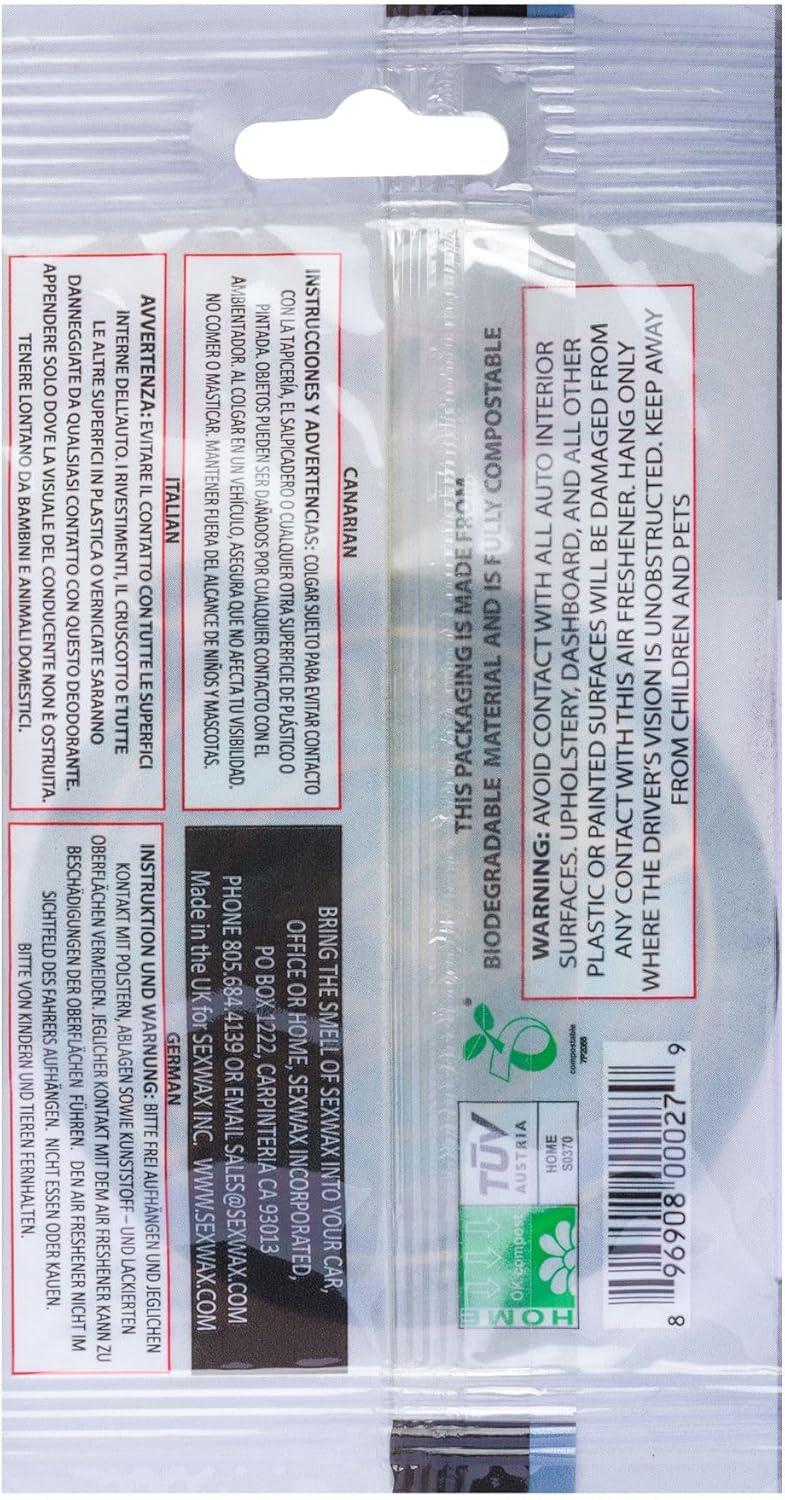 CANARIAN
INSTRUCCIONES Y ADVERTENCIAS: COLGAR SUELTO PARA EVITAR CONTACTO
CON LA TAPICERÍA, EL SALPICADERO O CUALQUIER OTRA SUPERFICIE DE PLÁSTICO O
PINTADA. OBJETOS PUEDEN SER DAÑADOS POR CUALQUIER CONTACTO CON EL
AMBIENTADOR. AL COLGAR EN UN VEHÍCULO, ASEGURA QUE NO AFECTA TU VISIBILIDAD.
NO COMER O MASTICAR. MANTENER FUERA DEL ALCANCE DE NIÑOS Y MASCOTAS.
ITALIAN
AVVERTENZA: EVITARE IL CONTATTO CON TUTTE LE SUPERFICI
INTERNE DELL'AUTO. I RIVESTIMENTI, IL CRUSCOTTO E TUTTE
LE ALTRE SUPERFICI IN PLASTICA O VERNICIATE SARANNO
DANNEGGIATE DA QUALSIASI CONTATTO CON QUESTO DEODORANTE.
APPENDERE SOLO DOVE LA VISUALE DEL CONDUCENTE NON È OSTRUITA.
TENERE LONTANO DA BAMBINI E ANIMALI DOMESTICI.
BRING THE SMELL OF SEXWAX INTO YOUR CAR,
OFFICE OR HOME, SEXWAX INCORPORATED,
PO BOX 1222, CARPINTERIA CA 93013
PHONE 805.684.4139 OR EMAIL SALES@SEXWAX.COM
Made in the UK for SEXWAX INC. WWW.SEXWAX.COM
GERMAN
INSTRUKTION UND WARNUNG: BITTE FREI AUFHÄNGEN UND JEGLICHEN
KONTAKT MIT POLSTERN, ABLAGEN SOWIE KUNSTSTOFF – UND LACKIERTEN
OBERFLÄCHEN VERMEIDEN. JEGLICHER KONTAKT MIT DEM AIR FRESHENER KANN ZU
BESCHÄDIGUNGEN DER OBERFLÄCHEN FÜHREN. DEN AIR FRESHENER NICHT IM
SICHTFELD DES FAHRERS AUFHÄNGEN. NICHT ESSEN ODER KAUEN.
BITTE VON KINDERN UND TIEREN FERNHALTEN.
THIS PACKAGING IS MADE FROM
BIODEGRADABLE MATERIAL AND IS FULLY COMPOSTABLE
WARNING: AVOID CONTACT WITH ALL AUTO INTERIOR
SURFACES. UPHOLSTERY, DASHBOARD, AND ALL OTHER
PLASTIC OR PAINTED SURFACES WILL BE DAMAGED FROM
ANY CONTACT WITH THIS AIR FRESHENER. HANG ONLY
WHERE THE DRIVER'S VISION IS UNOBSTRUCTED. KEEP AWAY
FROM CHILDREN AND PETS
®
compostable
7P2065
TÜV
AUSTRIA
HOME
S0370
OK compost
HOME
8 96908 00027 9